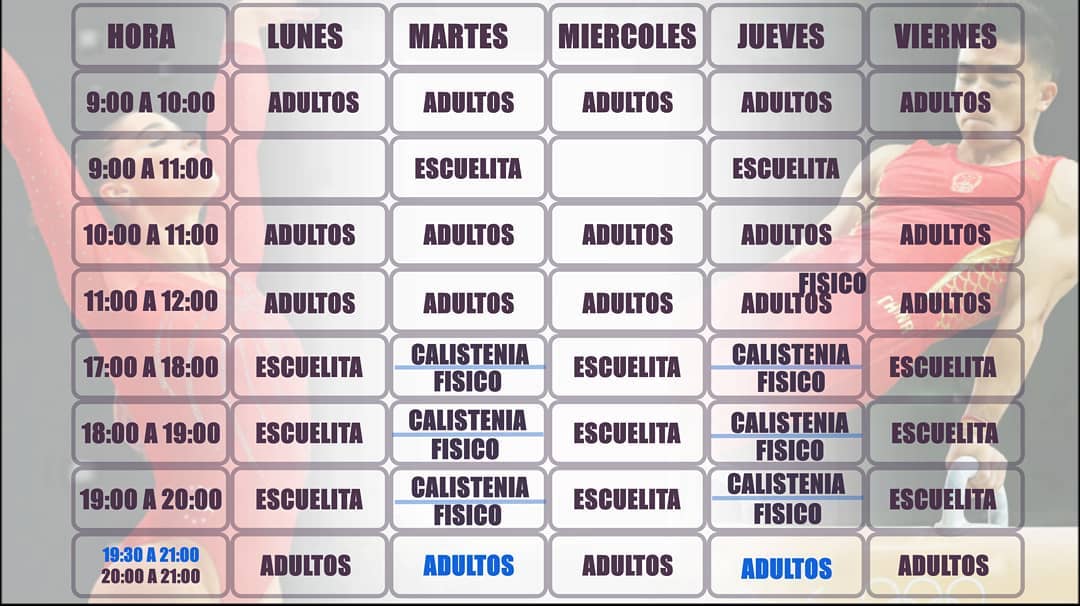 HORA LUNES MARTES MIERCOLES JUEVES VIERNES
9:00 A 10:00 ADULTOS ADULTOS ADULTOS ADULTOS ADULTOS
9:00 A 11:00 ESCUELITA ESCUELITA
10:00 A 11:00 ADULTOS ADULTOS ADULTOS ADULTOS ADULTOS
FISICO
11:00 A 12:00 ADULTOS ADULTOS ADULTOS ADULTOS ADULTOS
17:00 A 18:00 ESCUELITA CALISTENIA ESCUELITA CALISTENIA ESCUELITA
FISICO FISICO
18:00 A 19:00 ESCUELITA CALISTENIA ESCUELITA CALISTENIA ESCUELITA
FISICO FISICO
19:00 A 20:00 ESCUELITA CALISTENIA ESCUELITA CALISTENIA ESCUELITA
FISICO FISICO
19:30 A 21:00 ADULTOS ADULTOS ADULTOS ADULTOS ADULTOS
20:00 A 21:00